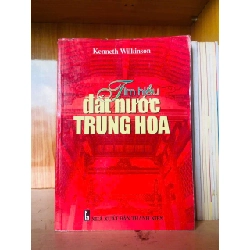 Kenneth Wilkinson
Tìm hiểu
đất nước
TRUNG HOA